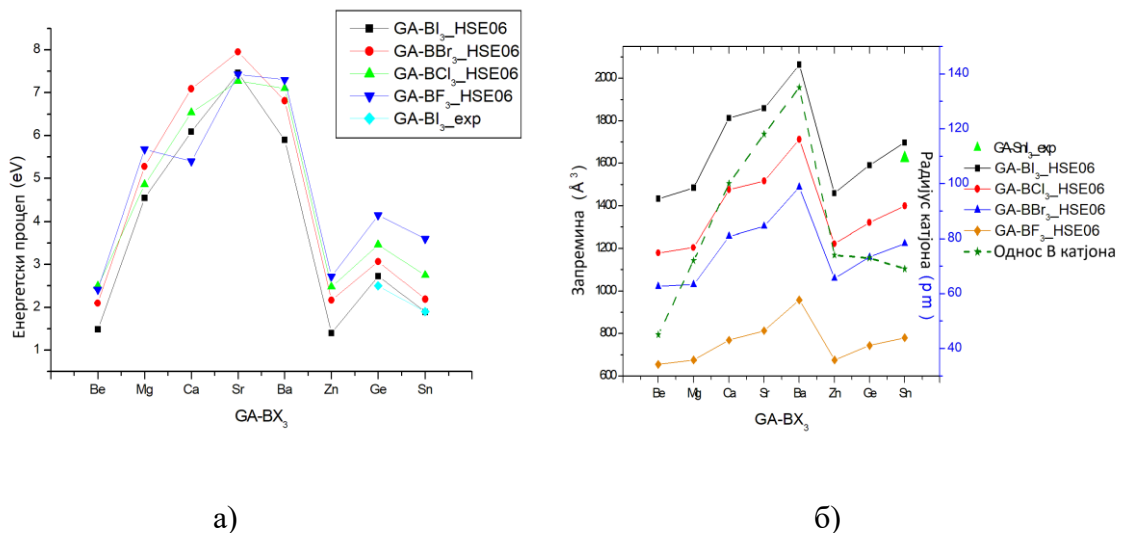 Енергетски процеп (eV)
8
7
6
5
4
3
2
1
Be Mg Ca Sr Ba Zn Ge Sn
GA-BX3
GA-BI3_HSE06
GA-BBr3_HSE06
GA-BCl3_HSE06
GA-BF3_HSE06
GA-BI3_exp
а)
Запремина (Å 3)
2000
1800
1600
1400
1200
1000
800
600
Be Mg Ca Sr Ba Zn Ge Sn
GA-BX3
140
120
100
80
60
40
Радијус катјона (pm)
GA-SnI3_exp
GA-BI3_HSE06
GA-BCl3_HSE06
GA-BBr3_HSE06
GA-BF3_HSE06
Однос В катјона
б)